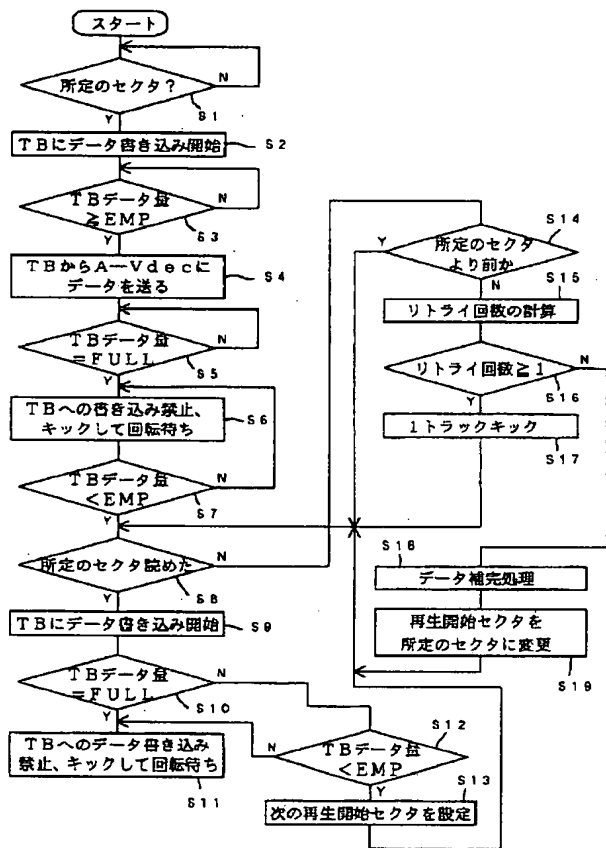 スタート
所定のセクタ?
N
S1
Y
TBにデータ書き込み開始
S2
TBデータ量
≧EMP
N
S3
Y
TBからA—Vdecに
データを送る
S4
TBデータ量
=FULL
N
S5
Y
TBへの書き込み禁止、
キックして回転待ち
S6
TBデータ量
<EMP
N
S7
Y
所定のセクタ読めた
N
S8
Y
TBにデータ書き込み開始
S9
TBデータ量
=FULL
N
S10
Y
TBへのデータ書き込み
禁止、キックして回転待ち
S11
TBデータ量
<EMP
S12
N
Y
次の再生開始セクタを設定
S13
所定のセクタ
より前か
S14
Y
N
リトライ回数の計算
S15
リトライ回数≧1
N
S16
Y
1トラックキック
S17
S18
データ補完処理
再生開始セクタを
所定のセクタに変更
S19